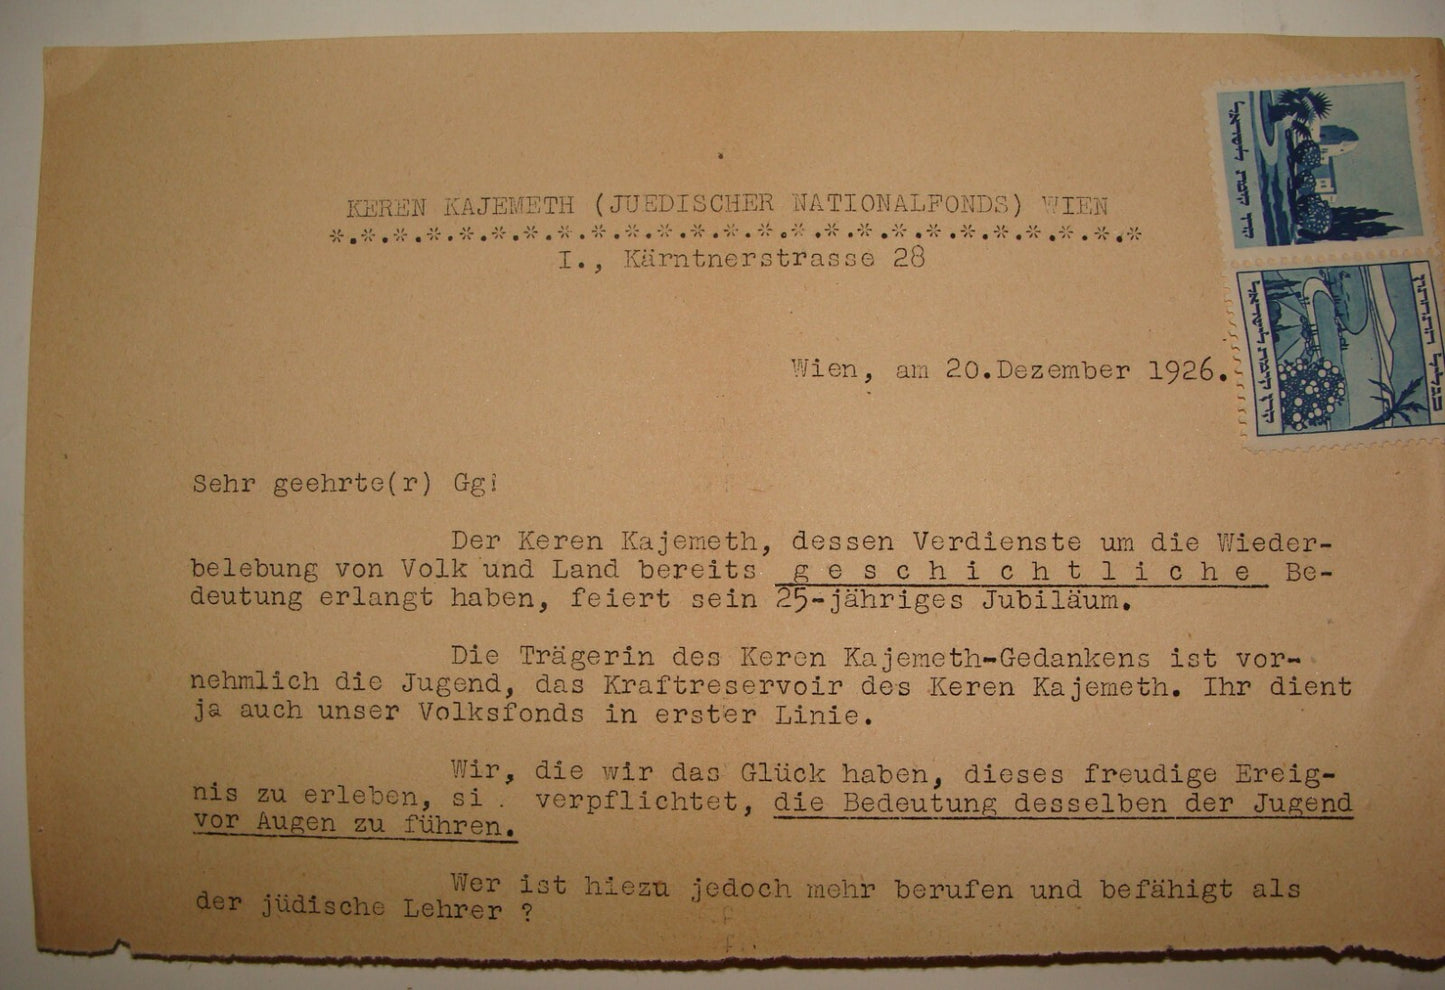 KEREN KAJEMETH (JUEDISCHER NATIONALFONDS) WIEN
*.*.*.*.*.*.*.*.*.*.*.*.*.*.*.*.*.*.*.*.*.*.*.*.*
I., Kärntnerstrasse 28
Wien, am 20.Dezember 1926.
Sehr geehrte(r) Gg!
Der Keren Kajemeth, dessen Verdienste um die Wieder-
belebung von Volk und Land bereits g e s c h i c h t l i c h e Be-
deutung erlangt haben, feiert sein 25-jähriges Jubiläum.
Die Trägerin des Keren Kajemeth-Gedankens ist vor-
nehmlich die Jugend, das Kraftreservoir des Keren Kajemeth. Ihr dient
ja auch unser Volksfonds in erster Linie.
Wir, die wir das Glück haben, dieses freudige Ereig-
nis zu erleben, si . verpflichtet, die Bedeutung desselben der Jugend
vor Augen zu führen.
Wer ist hiezu jedoch mehr berufen und befähigt als
der jüdische Lehrer ?